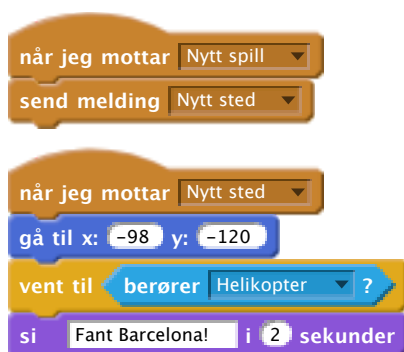 når jeg mottar Nytt spill
send melding Nytt sted
når jeg mottar Nytt sted
gå til x: -98 y: -120
vent til berører Helikopter ?
si Fant Barcelona! i 2 sekunder